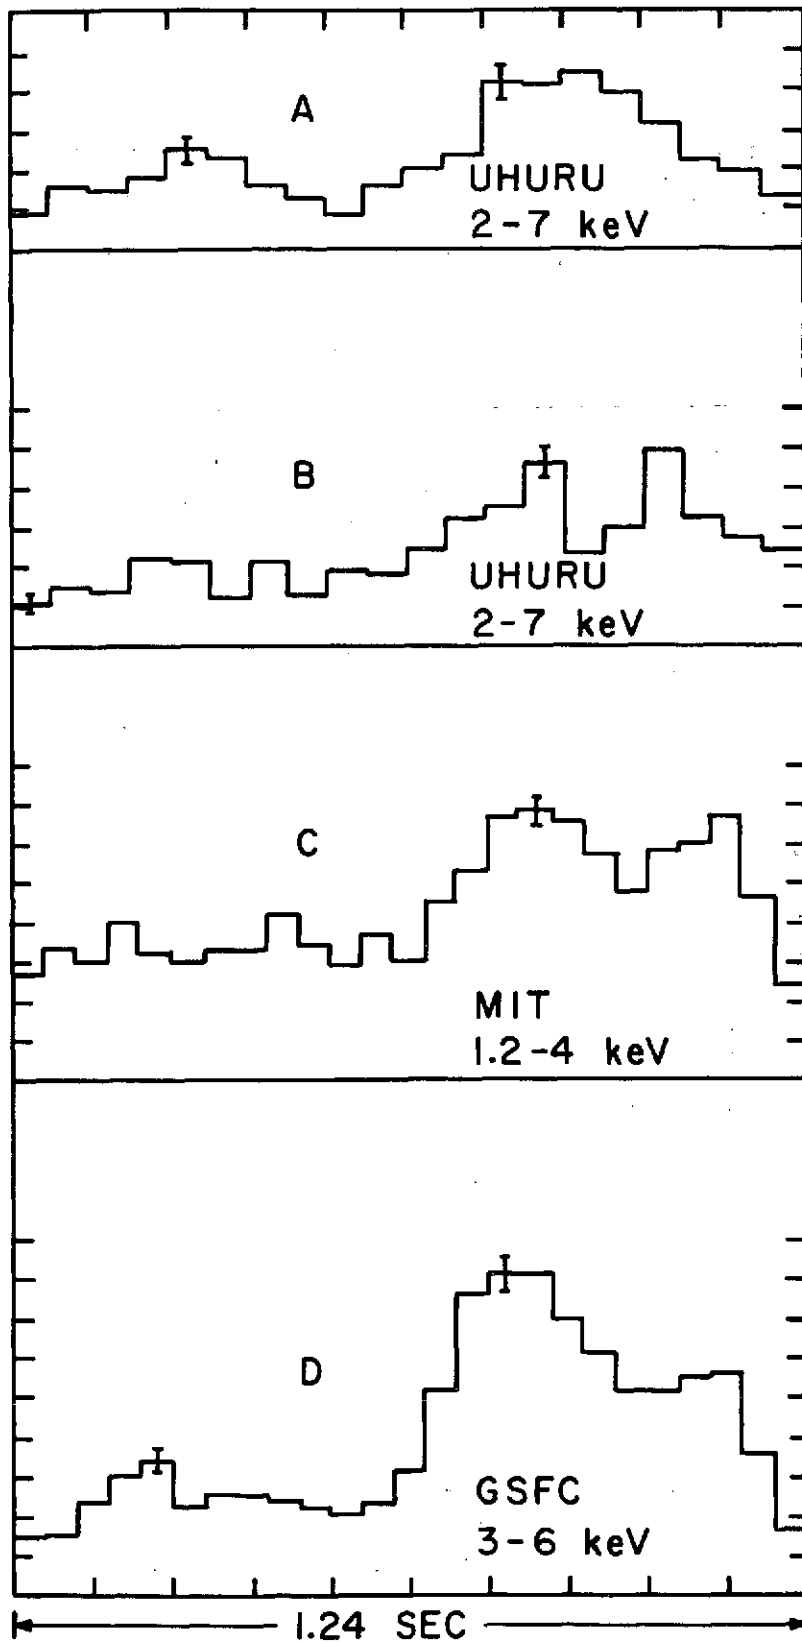 A
UHURU
2-7 keV
B
UHURU
2-7 keV
C
MIT
1.2-4 keV
D
GSFC
3-6 keV
1.24 SEC